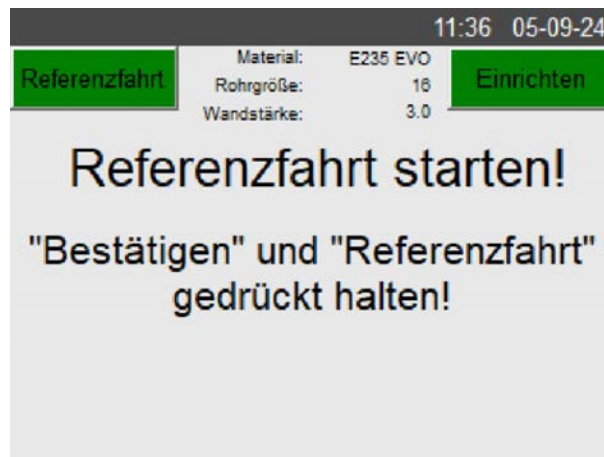 11:36 05-09-24
Referenzfahrt
Material: E235 EVO
Rohrgröße: 16
Wandstärke: 3.0
Einrichten
Referenzfahrt starten!
"Bestätigen" und "Referenzfahrt"
gedrückt halten!